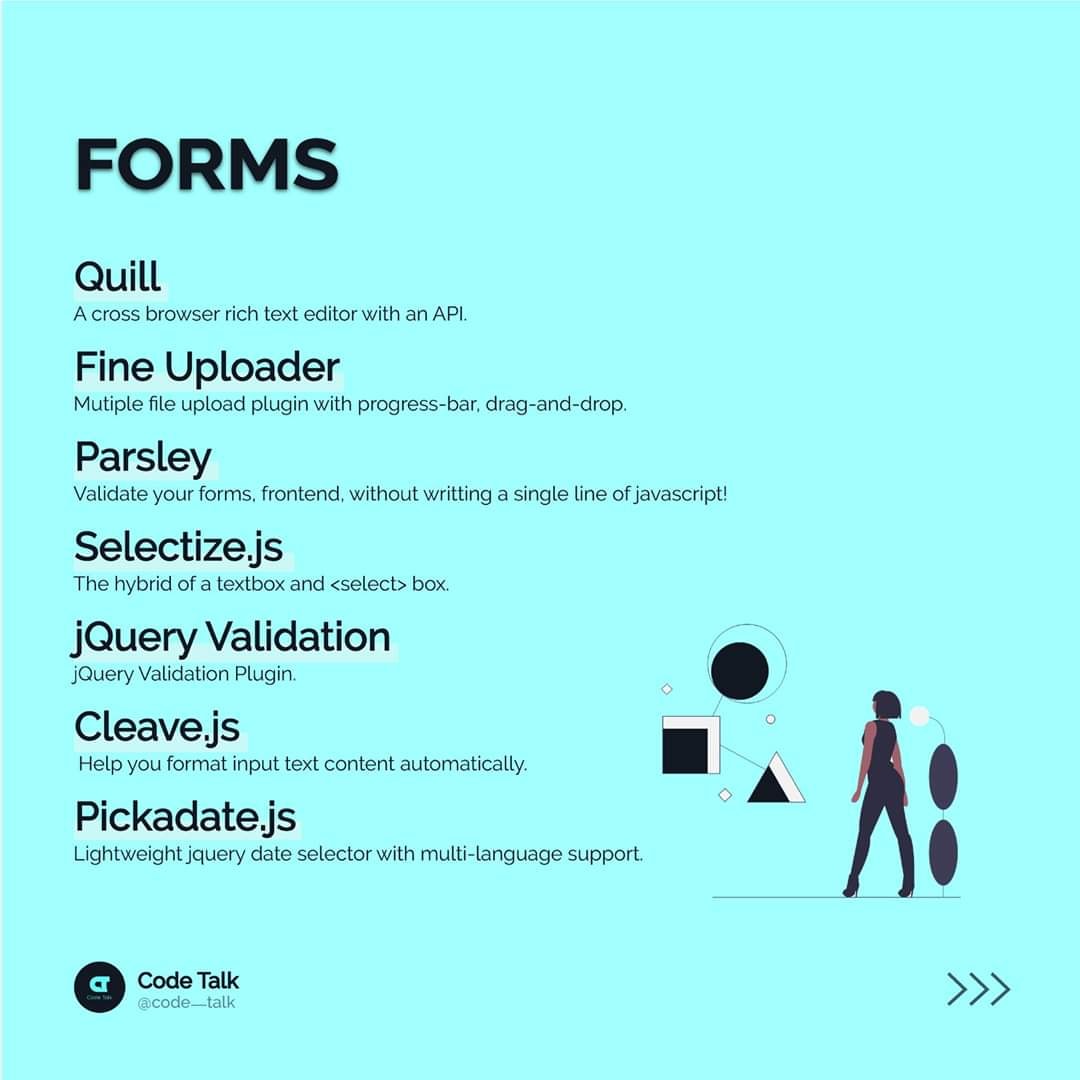 FORMS
Quill
A cross browser rich text editor with an API.
Fine Uploader
Mutiple file upload plugin with progress-bar, drag-and-drop.
Parsley
Validate your forms, frontend, without writting a single line of javascript!
Selectize.js
The hybrid of a textbox and <select> box.
jQuery Validation
jQuery Validation Plugin.
Cleave.js
Help you format input text content automatically.
Pickadate.js
Lightweight jquery date selector with multi-language support.
CT
Code Talk
Code Talk
@code__talk